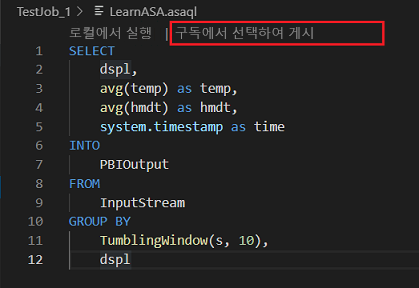 TestJob_1 > LearnASA.asaql
로컬에서 실행 | 구독에서 선택하여 게시
1 SELECT
2 dspl,
3 avg(temp) as temp,
4 avg(hmdt) as hmdt,
5 system.timestamp as time
6 INTO
7 PBIOutput
8 FROM
9 InputStream
10 GROUP BY
11 TumblingWindow(s, 10),
12 dspl